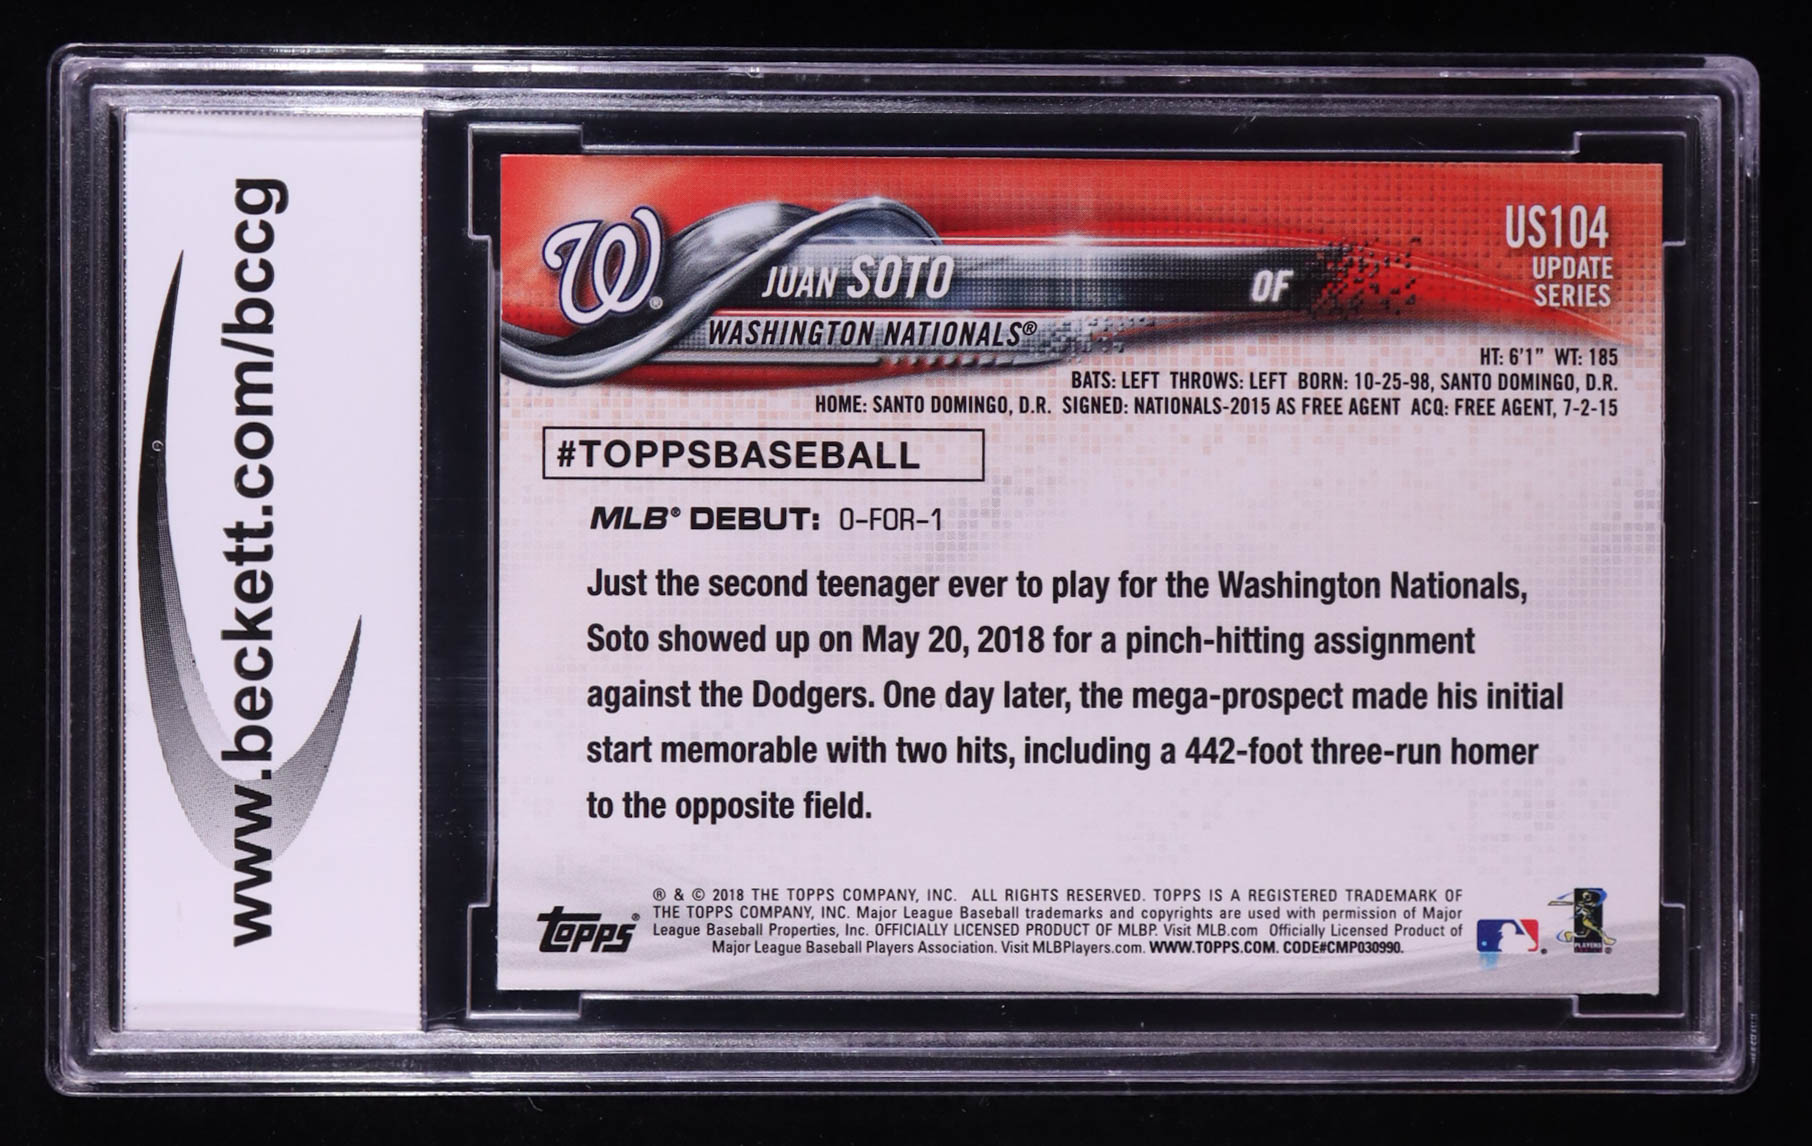 www.beckett.com/bccg
W®
JUAN SOTO
OF
WASHINGTON NATIONALS®
US104
UPDATE
SERIES
HT: 6'1" WT: 185
BATS: LEFT THROWS: LEFT BORN: 10-25-98, SANTO DOMINGO, D.R.
HOME: SANTO DOMINGO, D.R. SIGNED: NATIONALS-2015 AS FREE AGENT ACQ: FREE AGENT, 7-2-15
#TOPPSBASEBALL
MLB® DEBUT: 0-FOR-1
Just the second teenager ever to play for the Washington Nationals,
Soto showed up on May 20, 2018 for a pinch-hitting assignment
against the Dodgers. One day later, the mega-prospect made his initial
start memorable with two hits, including a 442-foot three-run homer
to the opposite field.
topps®
® & © 2018 THE TOPPS COMPANY, INC. ALL RIGHTS RESERVED. TOPPS IS A REGISTERED TRADEMARK OF
THE TOPPS COMPANY, INC. Major League Baseball trademarks and copyrights are used with permission of Major
League Baseball Properties, Inc. OFFICIALLY LICENSED PRODUCT OF MLBP. Visit MLB.com Officially Licensed Product of
Major League Baseball Players Association. Visit MLBPlayers.com. WWW.TOPPS.COM. CODE#CMP030990.
PLAYERS